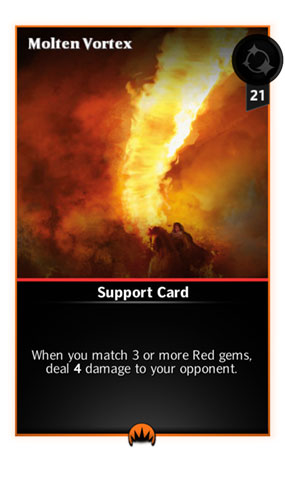 Molten Vortex
21
Support Card
When you match 3 or more Red gems,
deal 4 damage to your opponent.